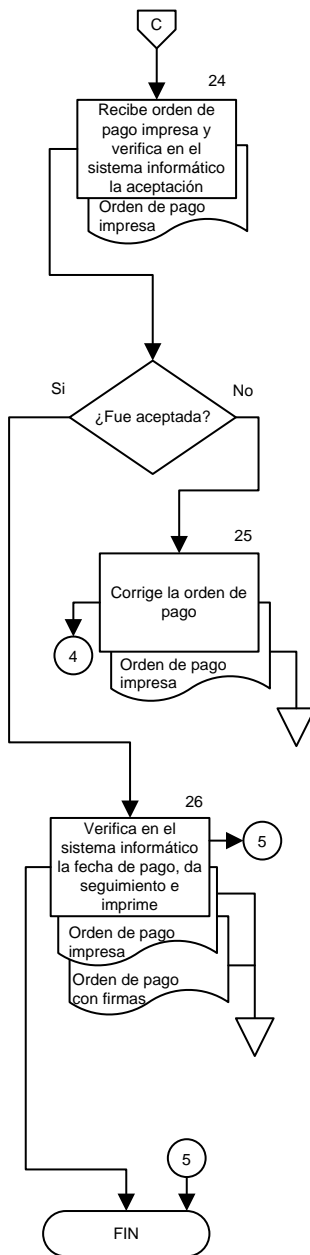 C
24
Recibe orden de
pago impresa y
verifica en el
sistema informático
la aceptación
Orden de pago
impresa
Si
No
¿Fue aceptada?
25
Corrige la orden de
pago
4
Orden de pago
impresa
26
Verifica en el
sistema informático
la fecha de pago, da
seguimiento e
imprime
5
Orden de pago
impresa
Orden de pago
con firmas
5
FIN